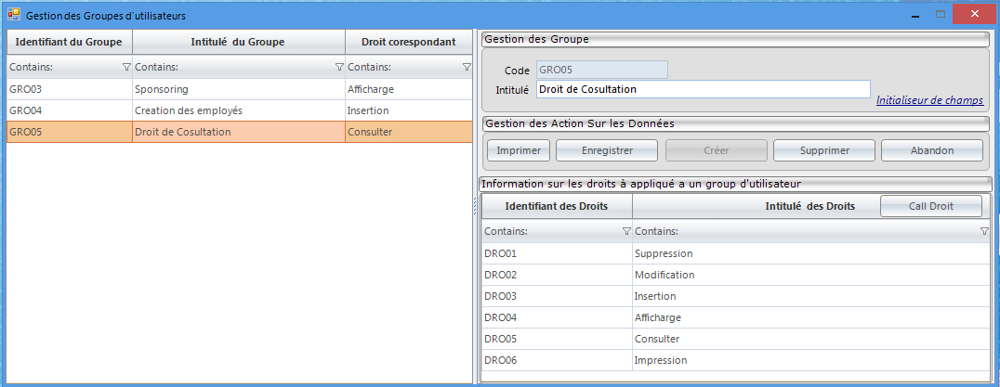 Gestion des Groupes d'utilisateurs
Identifiant du Groupe Intitulé du Groupe Droit corespondant
Contains: Contains: Contains:
GRO03 Sponsoring Afficharge
GRO04 Creation des employés Insertion
GRO05 Droit de Cosultation Consulter
Gestion des Groupe
Code GRO05
Intitulé Droit de Cosultation
Initialiseur de champs
Gestion des Action Sur les Données
Imprimer Enregistrer Créer Supprimer Abandon
Information sur les droits à appliqué a un group d'utilisateur
Identifiant des Droits Intitulé des Droits Call Droit
Contains: Contains:
DRO01 Suppression
DRO02 Modification
DRO03 Insertion
DRO04 Afficharge
DRO05 Consulter
DRO06 Impression